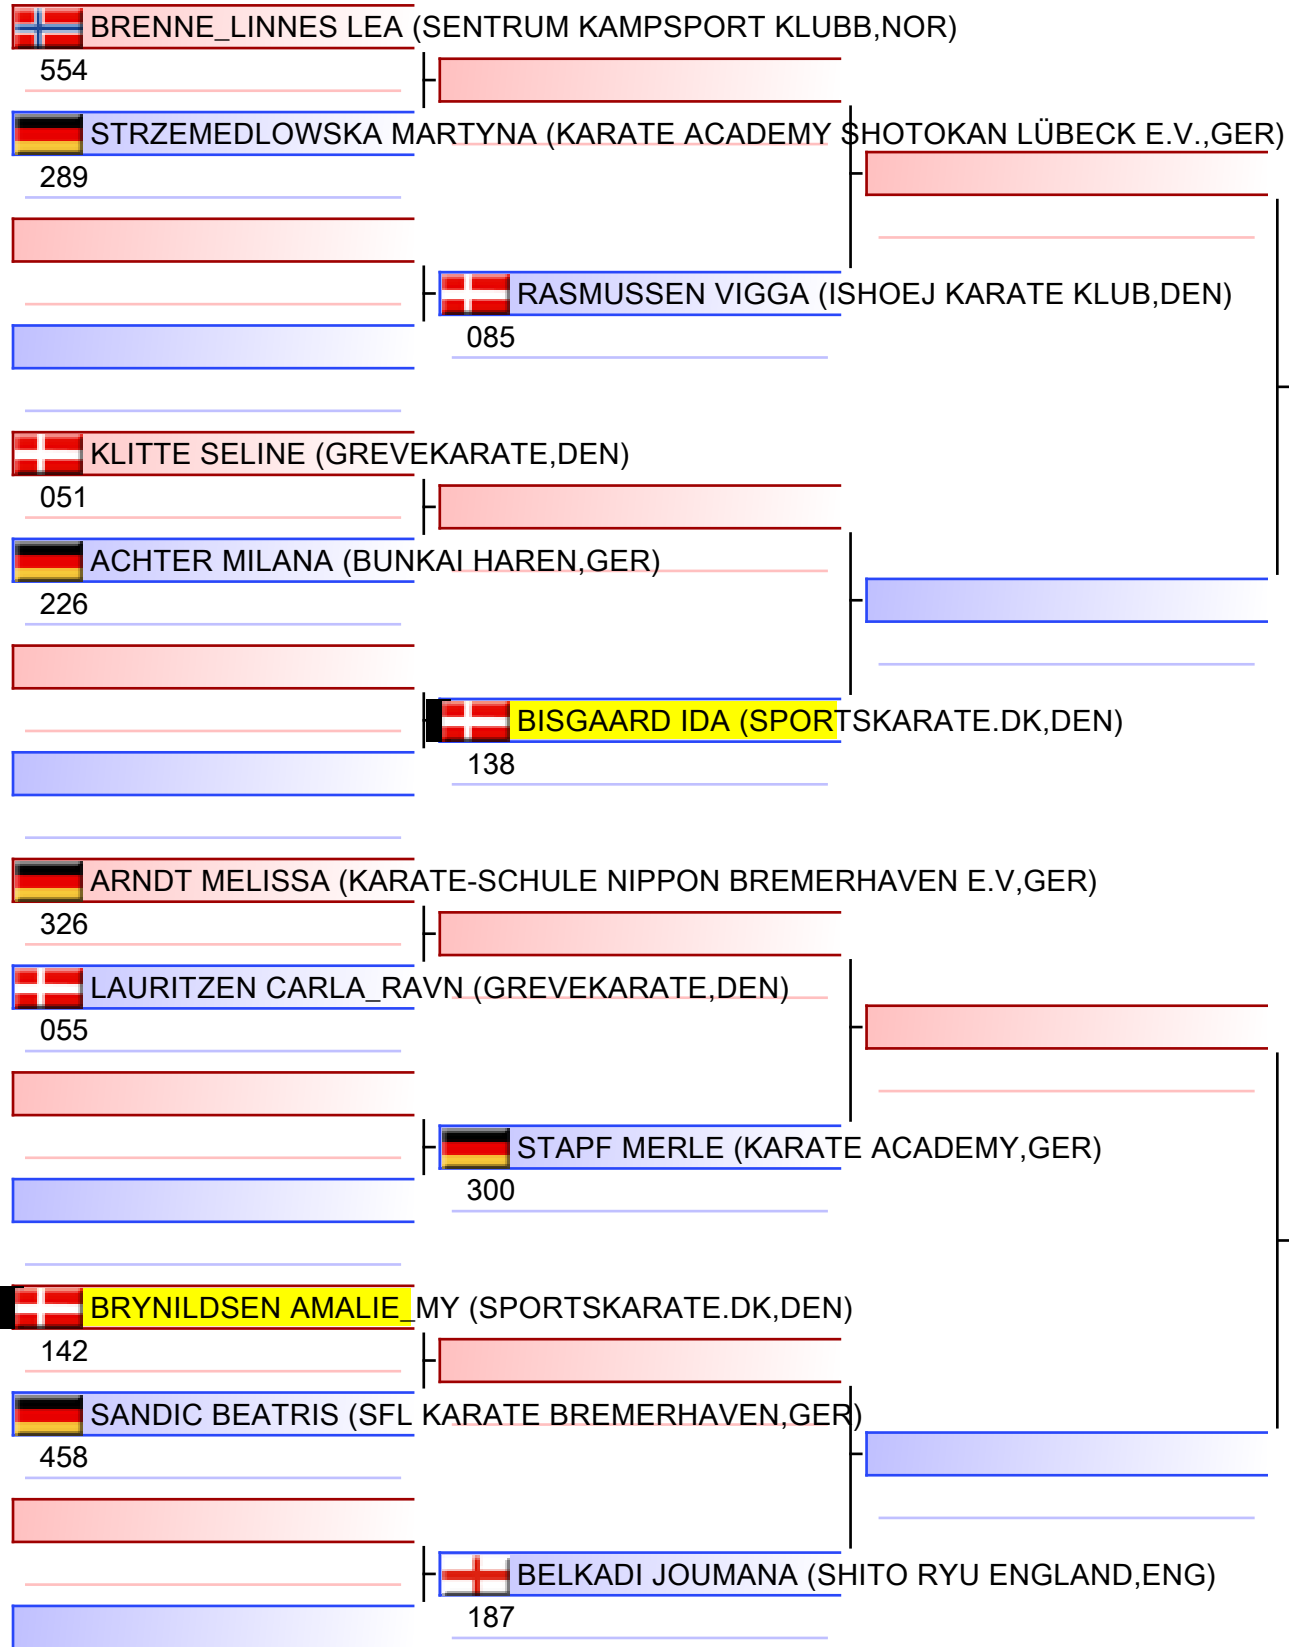 BRENNE_LINNES LEA (SENTRUM KAMPSPORT KLUBB,NOR)
554
STRZEMEDLOWSKA MARTYNA (KARATE ACADEMY SHOTOKAN LÜBECK E.V.,GER)
289
RASMUSSEN VIGGA (ISHOEJ KARATE KLUB,DEN)
085
KLITTE SELINE (GREVEKARATE,DEN)
051
ACHTER MILANA (BUNKAI HAREN,GER)
226
BISGAARD IDA (SPORTSKARATE.DK,DEN)
138
ARNDT MELISSA (KARATE-SCHULE NIPPON BREMERHAVEN E.V,GER)
326
LAURITZEN CARLA_RAVN (GREVEKARATE,DEN)
055
STAPF MERLE (KARATE ACADEMY,GER)
300
BRYNILDSEN AMALIE_MY (SPORTSKARATE.DK,DEN)
142
SANDIC BEATRIS (SFL KARATE BREMERHAVEN,GER)
458
BELKADI JOUMANA (SHITO RYU ENGLAND,ENG)
187